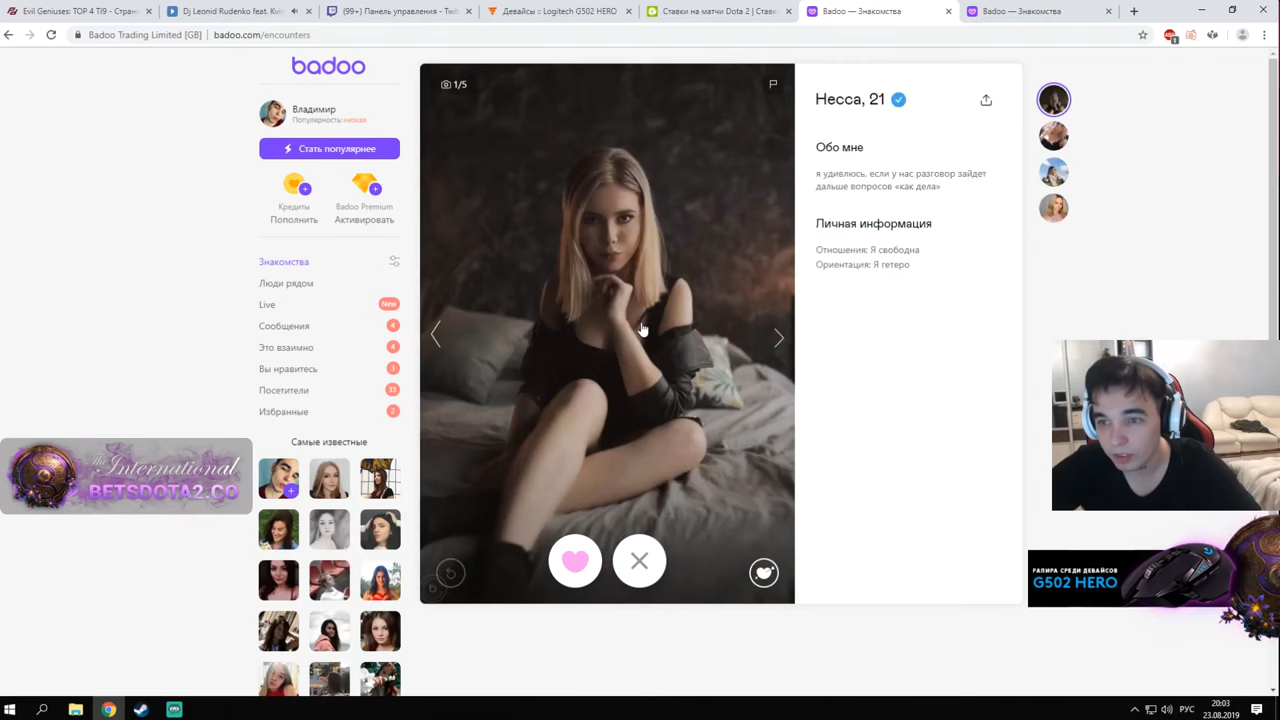 Evil Geniuses: TOP 4 TI9 - Стран
Dj Leonid Rudenko feat. Kvin
(99+) Панель управления - Twit
Девайсы :: Logitech G502 HERO
Ставки на матчи Dota 2 | Ставк
Badoo — Знакомства
Badoo — Знакомства
Badoo Trading Limited [GB] | badoo.com/encounters
badoo
Владимир
Популярность: низкая
Стать популярнее
Кредиты
Пополнить
Badoo Premium
Активировать
Знакомства
Люди рядом
Live New
Сообщения 4
Это взаимно 4
Вы нравитесь 3
Посетители 33
Избранные 2
Самые известные
1/5
Несса, 21
Обо мне
я удивлюсь, если у нас разговор зайдет
дальше вопросов «как дела»
Личная информация
Отношения: Я свободна
Ориентация: Я гетеро
The International
BETSDOTA2.CO
РАПИРА СРЕДИ ДЕВАЙСОВ
G502 HERO
РУС
20:03
23.08.2019